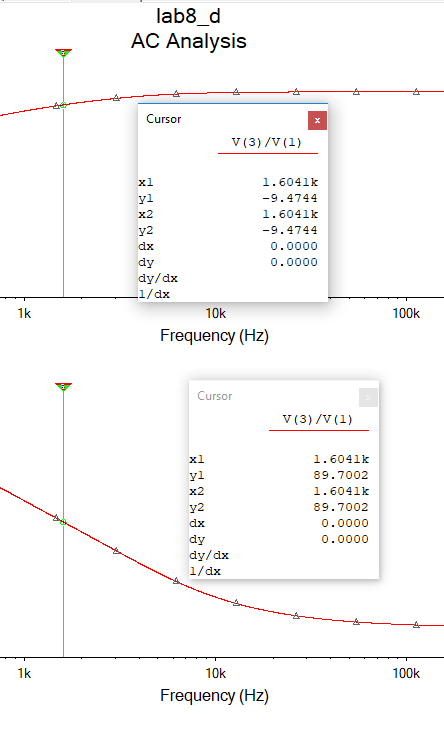 lab8_d
AC Analysis
Cursor
x
V(3)/V(1)
x1 1.6041k
y1 -9.4744
x2 1.6041k
y2 -9.4744
dx 0.0000
dy 0.0000
dy/dx
1/dx
1k 10k 100k
Frequency (Hz)
Cursor
x
V(3)/V(1)
x1 1.6041k
y1 89.7002
x2 1.6041k
y2 89.7002
dx 0.0000
dy 0.0000
dy/dx
1/dx
1k 10k 100k
Frequency (Hz)